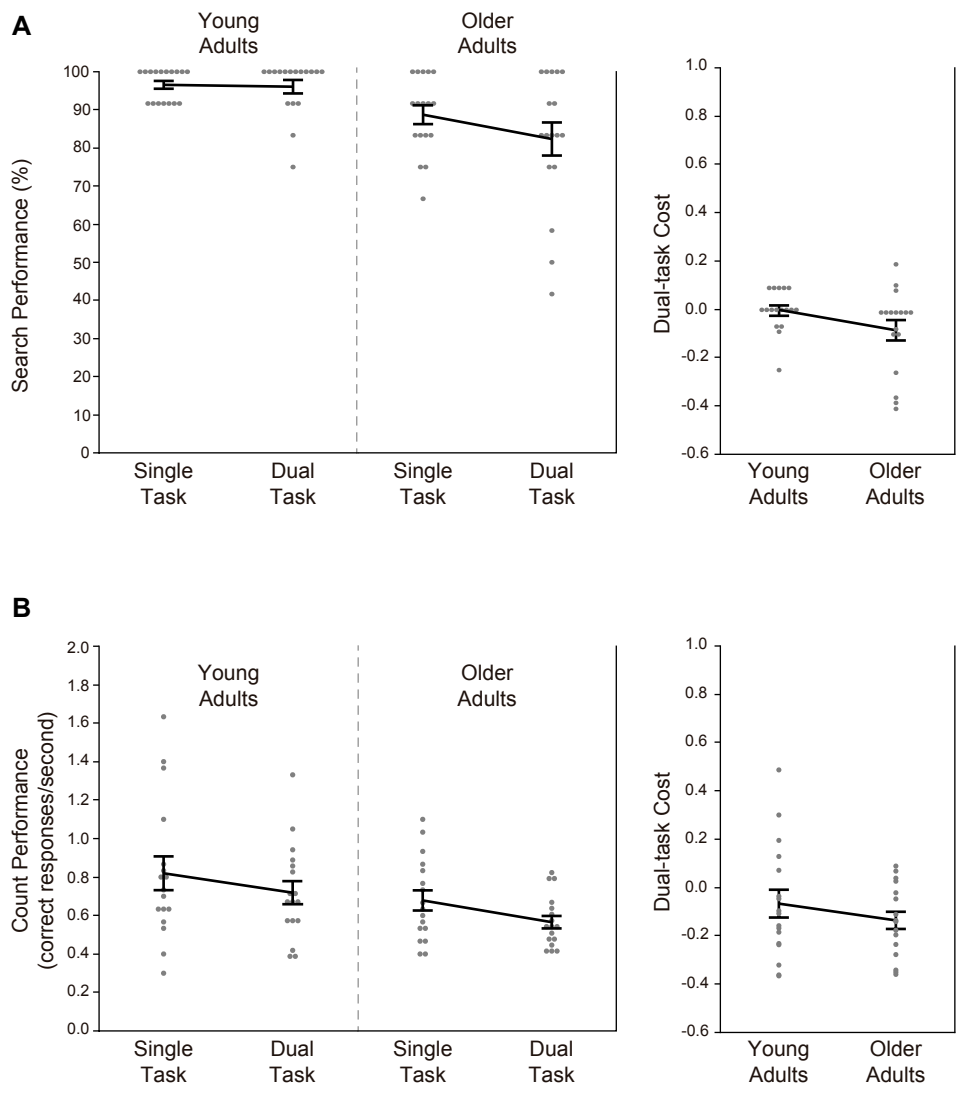 A
Young
Adults
Older
Adults
Search Performance (%)
100
90
80
70
60
50
40
30
20
10
0
Single
Task
Dual
Task
Single
Task
Dual
Task
Dual-task Cost
1.0
0.8
0.6
0.4
0.2
0.0
-0.2
-0.4
-0.6
Young
Adults
Older
Adults
B
Young
Adults
Older
Adults
Count Performance
(correct responses/second)
2.0
1.8
1.6
1.4
1.2
1.0
0.8
0.6
0.4
0.2
0.0
Single
Task
Dual
Task
Single
Task
Dual
Task
Dual-task Cost
1.0
0.8
0.6
0.4
0.2
0.0
-0.2
-0.4
-0.6
Young
Adults
Older
Adults